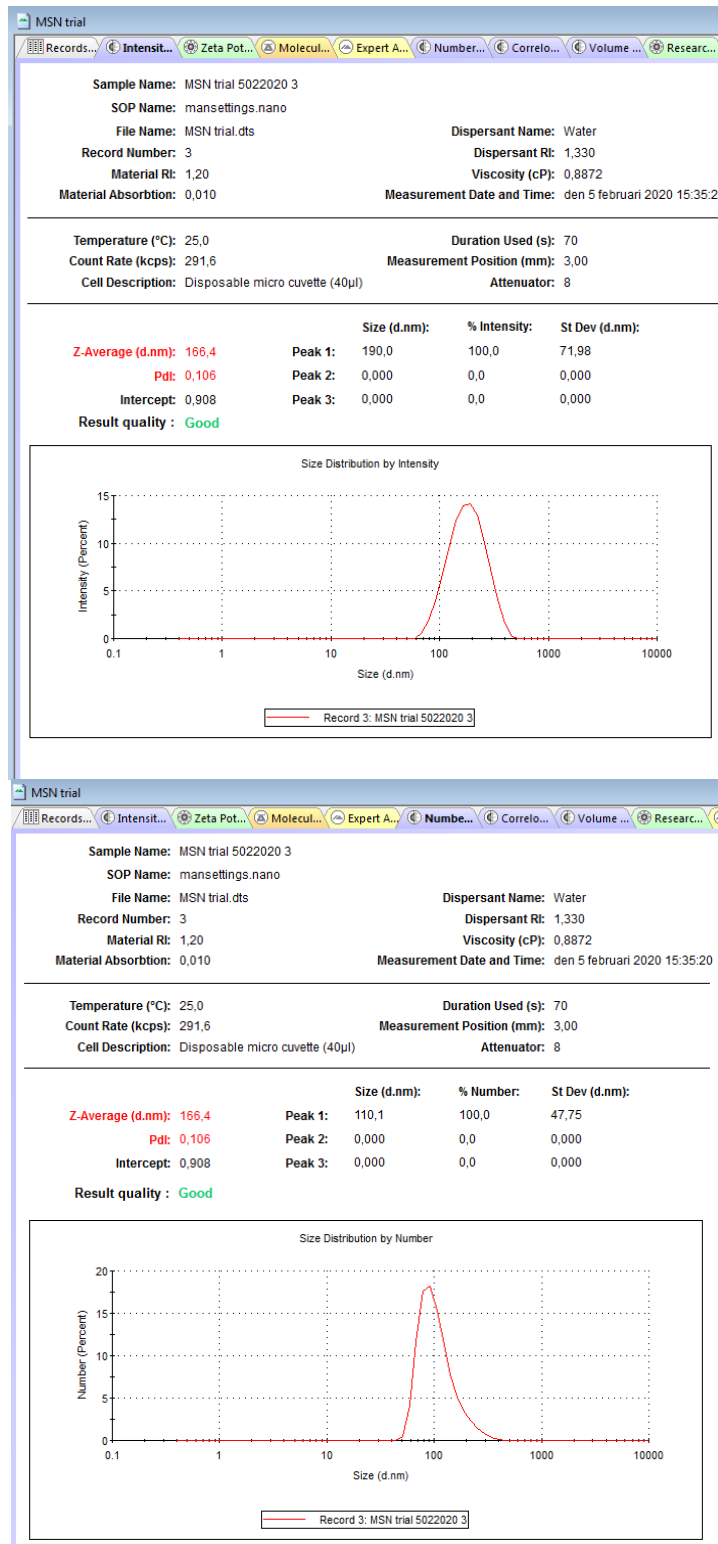 MSN trial
Records... Intensit... Zeta Pot... Molecul... Expert A... Number... Correlo... Volume ... Researc...
Sample Name: MSN trial 5022020 3
SOP Name: mansettings.nano
File Name: MSN trial.dts Dispersant Name: Water
Record Number: 3 Dispersant RI: 1,330
Material RI: 1,20 Viscosity (cP): 0,8872
Material Absorbtion: 0,010 Measurement Date and Time: den 5 februari 2020 15:35:2
Temperature (°C): 25,0 Duration Used (s): 70
Count Rate (kcps): 291,6 Measurement Position (mm): 3,00
Cell Description: Disposable micro cuvette (40µl) Attenuator: 8
Size (d.nm): % Intensity: St Dev (d.nm):
Z-Average (d.nm): 166,4 Peak 1: 190,0 100,0 71,98
PdI: 0,106 Peak 2: 0,000 0,0 0,000
Intercept: 0,908 Peak 3: 0,000 0,0 0,000
Result quality : Good
Size Distribution by Intensity
15
10
5
0
Intensity (Percent)
0.1 1 10 100 1000 10000
Size (d.nm)
Record 3: MSN trial 5022020 3
MSN trial
Records... Intensit... Zeta Pot... Molecul... Expert A... Numbe... Correlo... Volume ... Researc...
Sample Name: MSN trial 5022020 3
SOP Name: mansettings.nano
File Name: MSN trial.dts Dispersant Name: Water
Record Number: 3 Dispersant RI: 1,330
Material RI: 1,20 Viscosity (cP): 0,8872
Material Absorbtion: 0,010 Measurement Date and Time: den 5 februari 2020 15:35:20
Temperature (°C): 25,0 Duration Used (s): 70
Count Rate (kcps): 291,6 Measurement Position (mm): 3,00
Cell Description: Disposable micro cuvette (40µl) Attenuator: 8
Size (d.nm): % Number: St Dev (d.nm):
Z-Average (d.nm): 166,4 Peak 1: 110,1 100,0 47,75
PdI: 0,106 Peak 2: 0,000 0,0 0,000
Intercept: 0,908 Peak 3: 0,000 0,0 0,000
Result quality : Good
Size Distribution by Number
20
15
10
5
0
Number (Percent)
0.1 1 10 100 1000 10000
Size (d.nm)
Record 3: MSN trial 5022020 3